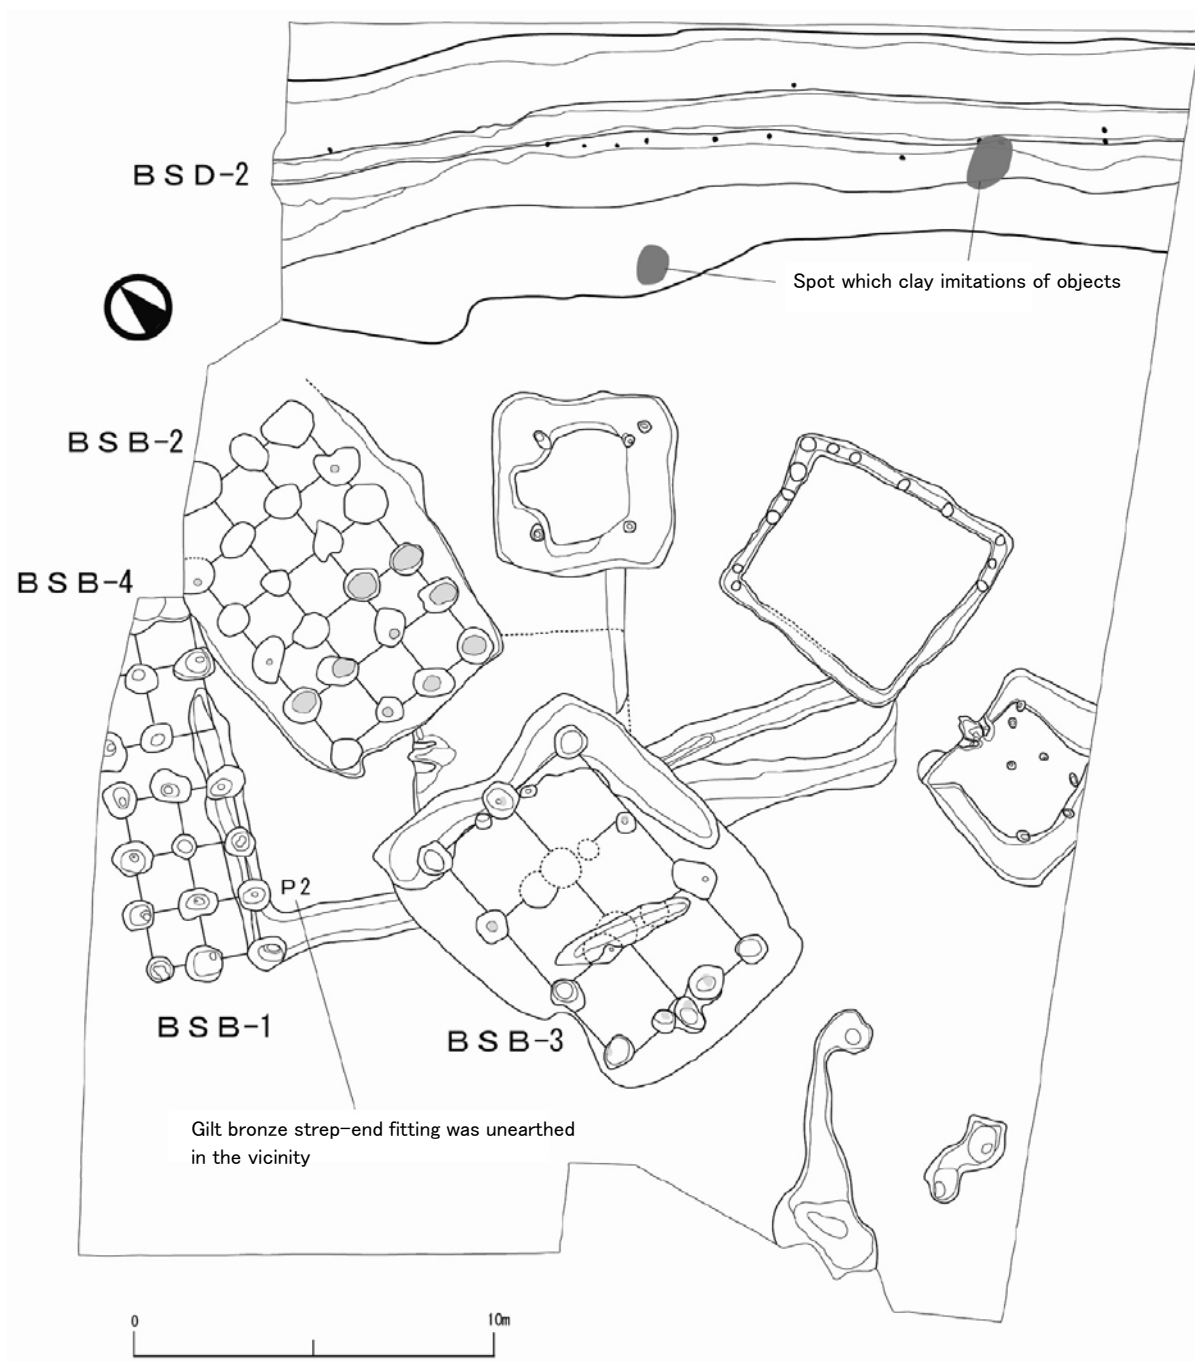 BSD-2
Spot which clay imitations of objects
BSB-2
BSB-4
P2
BSB-1
BSB-3
Gilt bronze strep-end fitting was unearthed
in the vicinity
0
10m